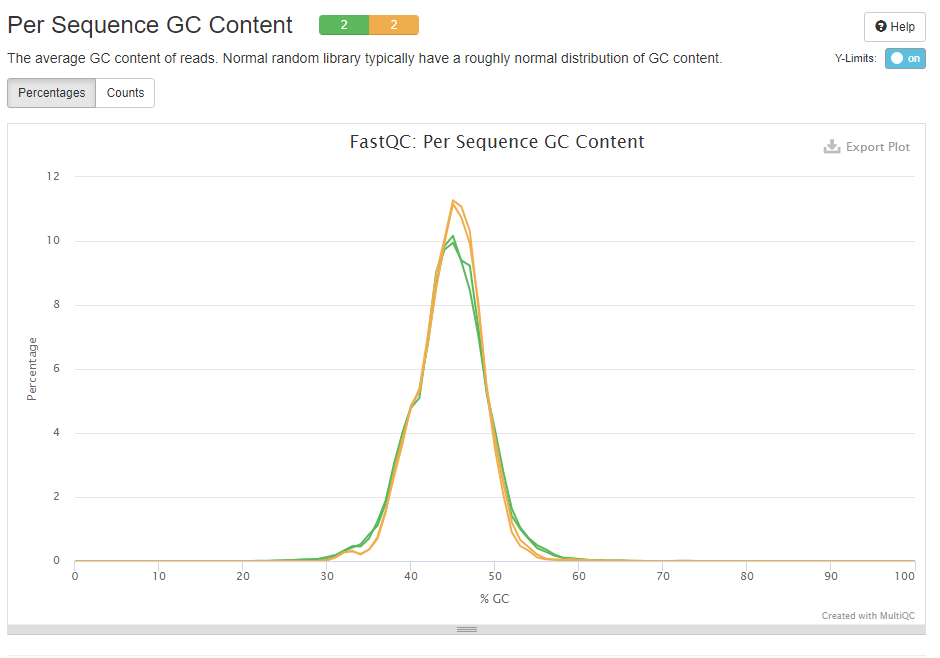 Per Sequence GC Content 2 2 Help
The average GC content of reads. Normal random library typically have a roughly normal distribution of GC content. Y-Limits: on
Percentages Counts
FastQC: Per Sequence GC Content
Export Plot
12
10
8
6
4
2
0
Percentage
0 10 20 30 40 50 60 70 80 90 100
% GC
Created with MultiQC